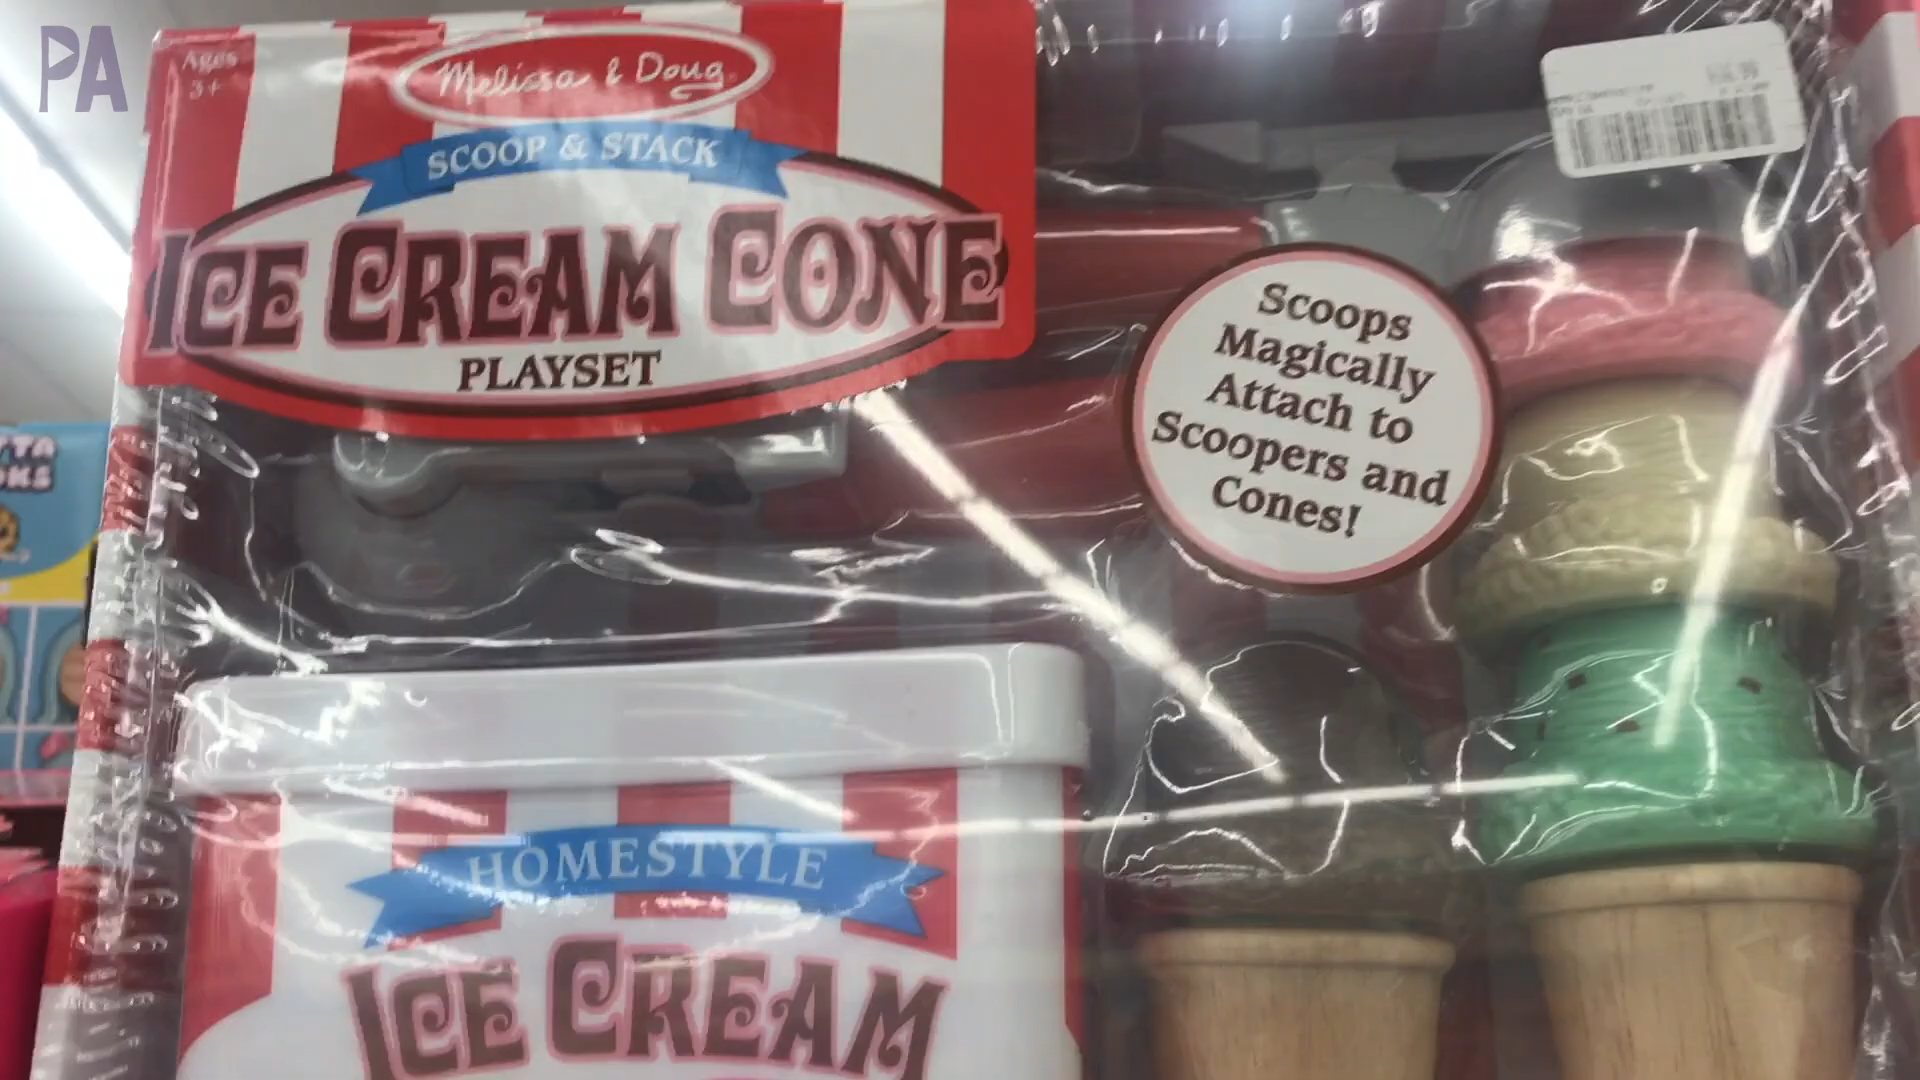 PA
Ages
3+
Melissa & Doug
SCOOP & STACK
ICE CREAM CONE
PLAYSET
Scoops
Magically
Attach to
Scoopers and
Cones!
HOMESTYLE
ICE CREAM